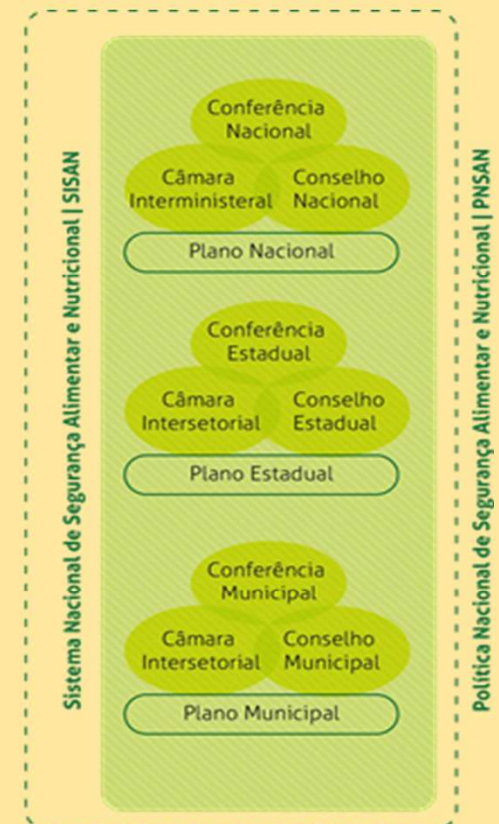 Sistema Nacional de Segurança Alimentar e Nutricional | SISAN
Conferência
Nacional
Câmara
Interministeral
Conselho
Nacional
Plano Nacional
Conferência
Estadual
Câmara
Intersetorial
Conselho
Estadual
Plano Estadual
Conferência
Municipal
Câmara
Intersetorial
Conselho
Municipal
Plano Municipal
Política Nacional de Segurança Alimentar e Nutricional | PNSAN